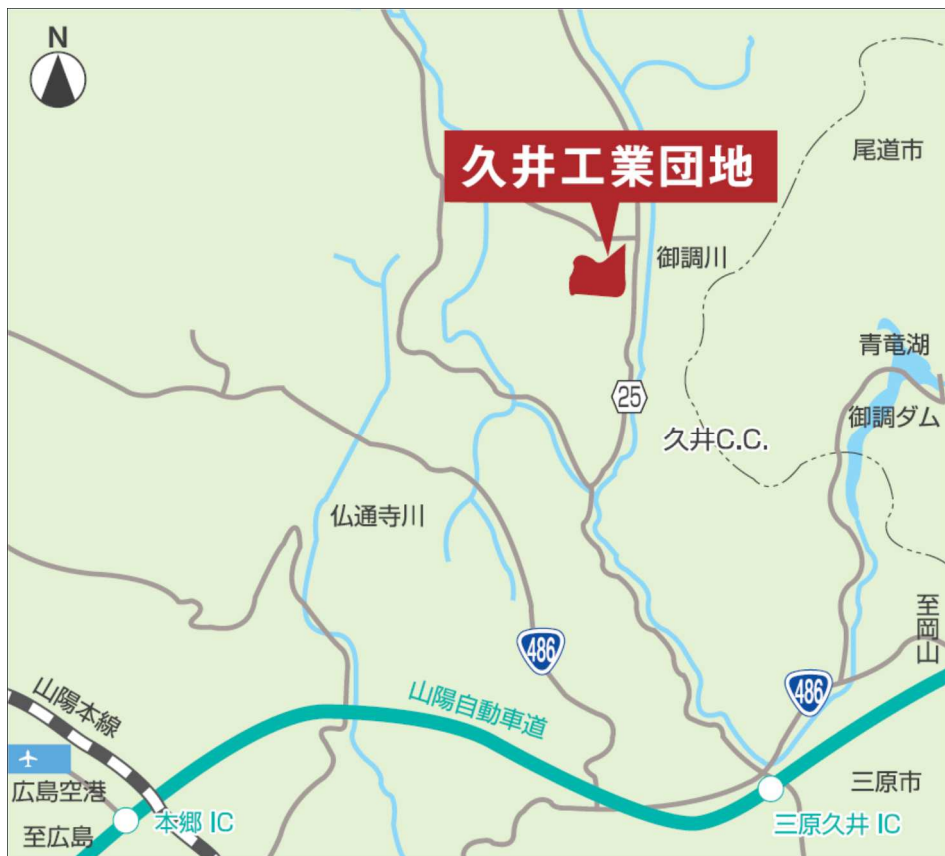 N
久井工業団地
尾道市
御調川
青竜湖
25
御調ダム
久井C.C.
仏通寺川
至岡山
486
486
山陽本線
山陽自動車道
広島空港
三原市
本郷 IC
三原久井 IC
至広島